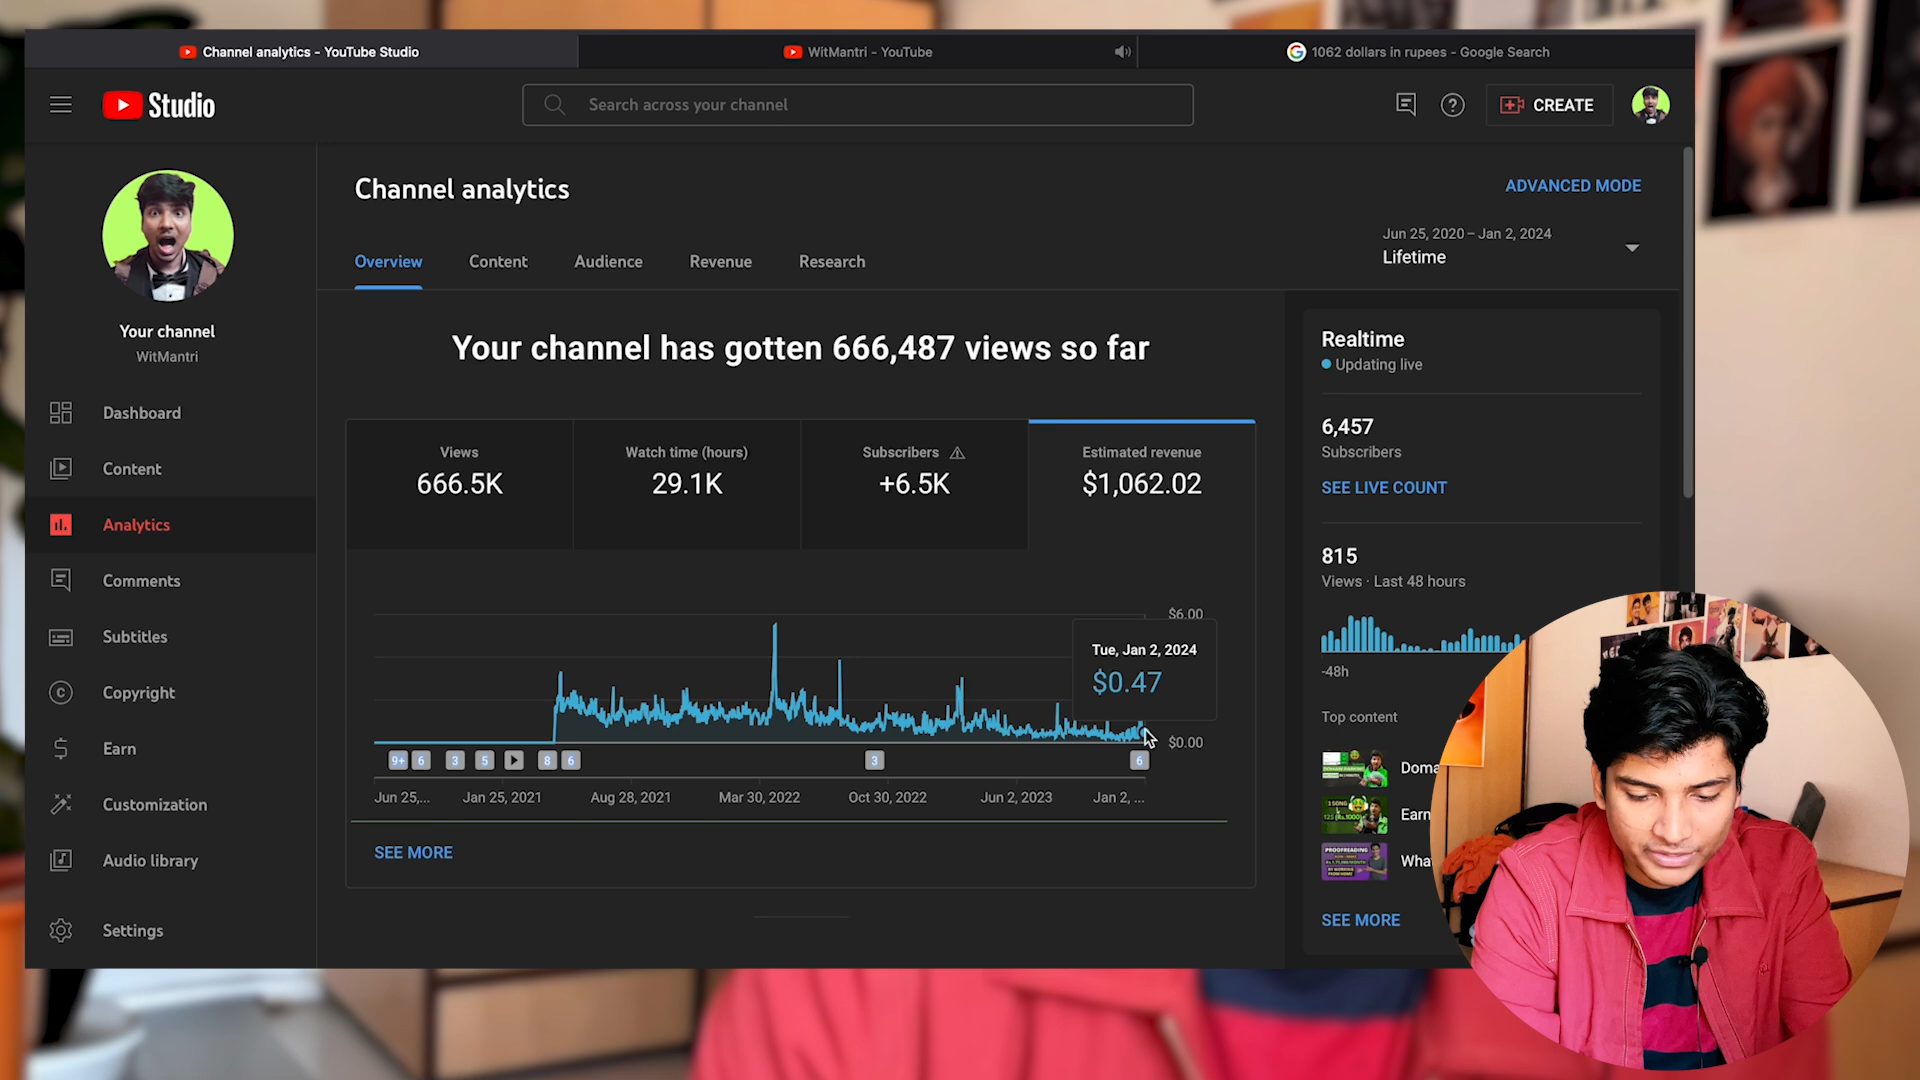 Channel analytics - YouTube Studio
WitMantri - YouTube
1062 dollars in rupees - Google Search
Studio
Search across your channel
CREATE
Your channel
WitMantri
Dashboard
Content
Analytics
Comments
Subtitles
Copyright
Earn
Customization
Audio library
Settings
Channel analytics
ADVANCED MODE
Jun 25, 2020 – Jan 2, 2024
Lifetime
Overview
Content
Audience
Revenue
Research
Your channel has gotten 666,487 views so far
Views
666.5K
Watch time (hours)
29.1K
Subscribers
+6.5K
Estimated revenue
$1,062.02
$6.00
Tue, Jan 2, 2024
$0.47
$0.00
9+ 6 3 5 8 6 3 6
Jun 25,... Jan 25, 2021 Aug 28, 2021 Mar 30, 2022 Oct 30, 2022 Jun 2, 2023 Jan 2, ...
SEE MORE
Realtime
Updating live
6,457
Subscribers
SEE LIVE COUNT
815
Views · Last 48 hours
-48h
Top content
Doma
Earn
PROOFREADING
Wha
SEE MORE